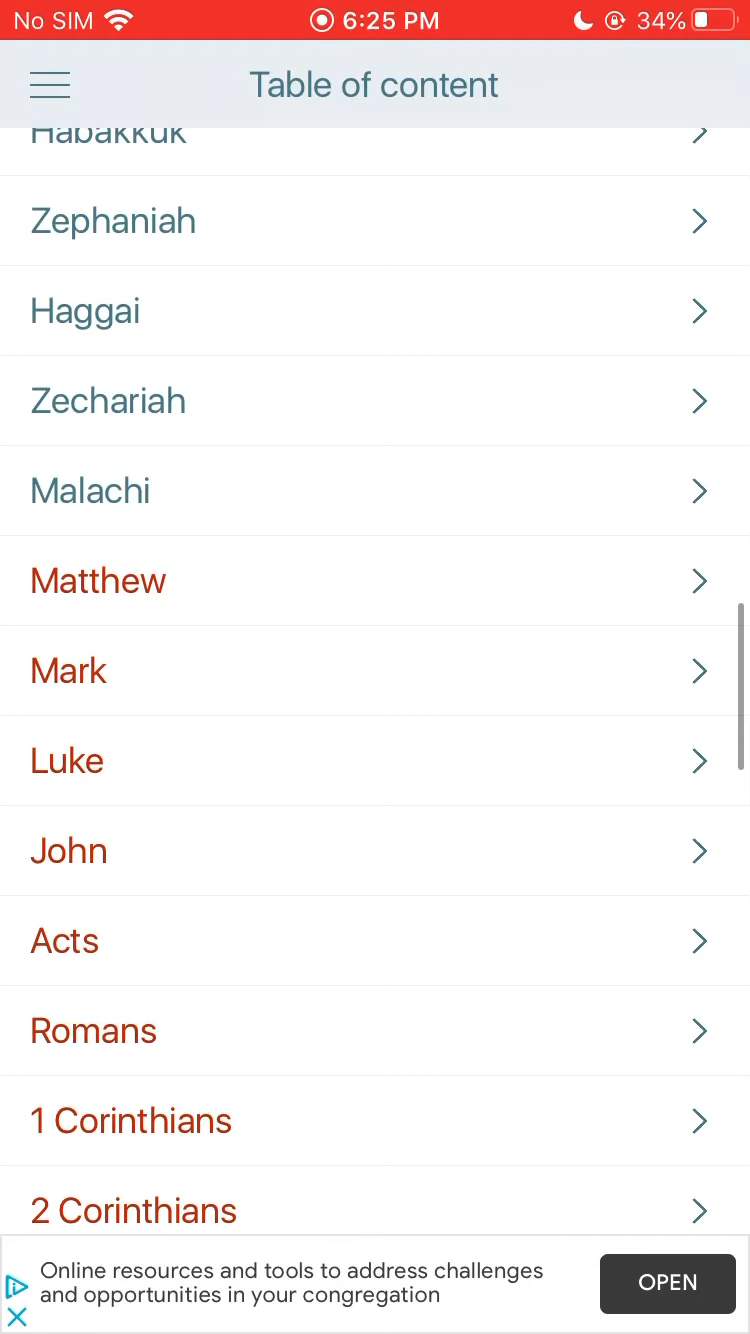 No SIM 6:25 PM 34%
Table of content
Habakkuk
Zephaniah
Haggai
Zechariah
Malachi
Matthew
Mark
Luke
John
Acts
Romans
1 Corinthians
2 Corinthians
Online resources and tools to address challenges
and opportunities in your congregation
OPEN